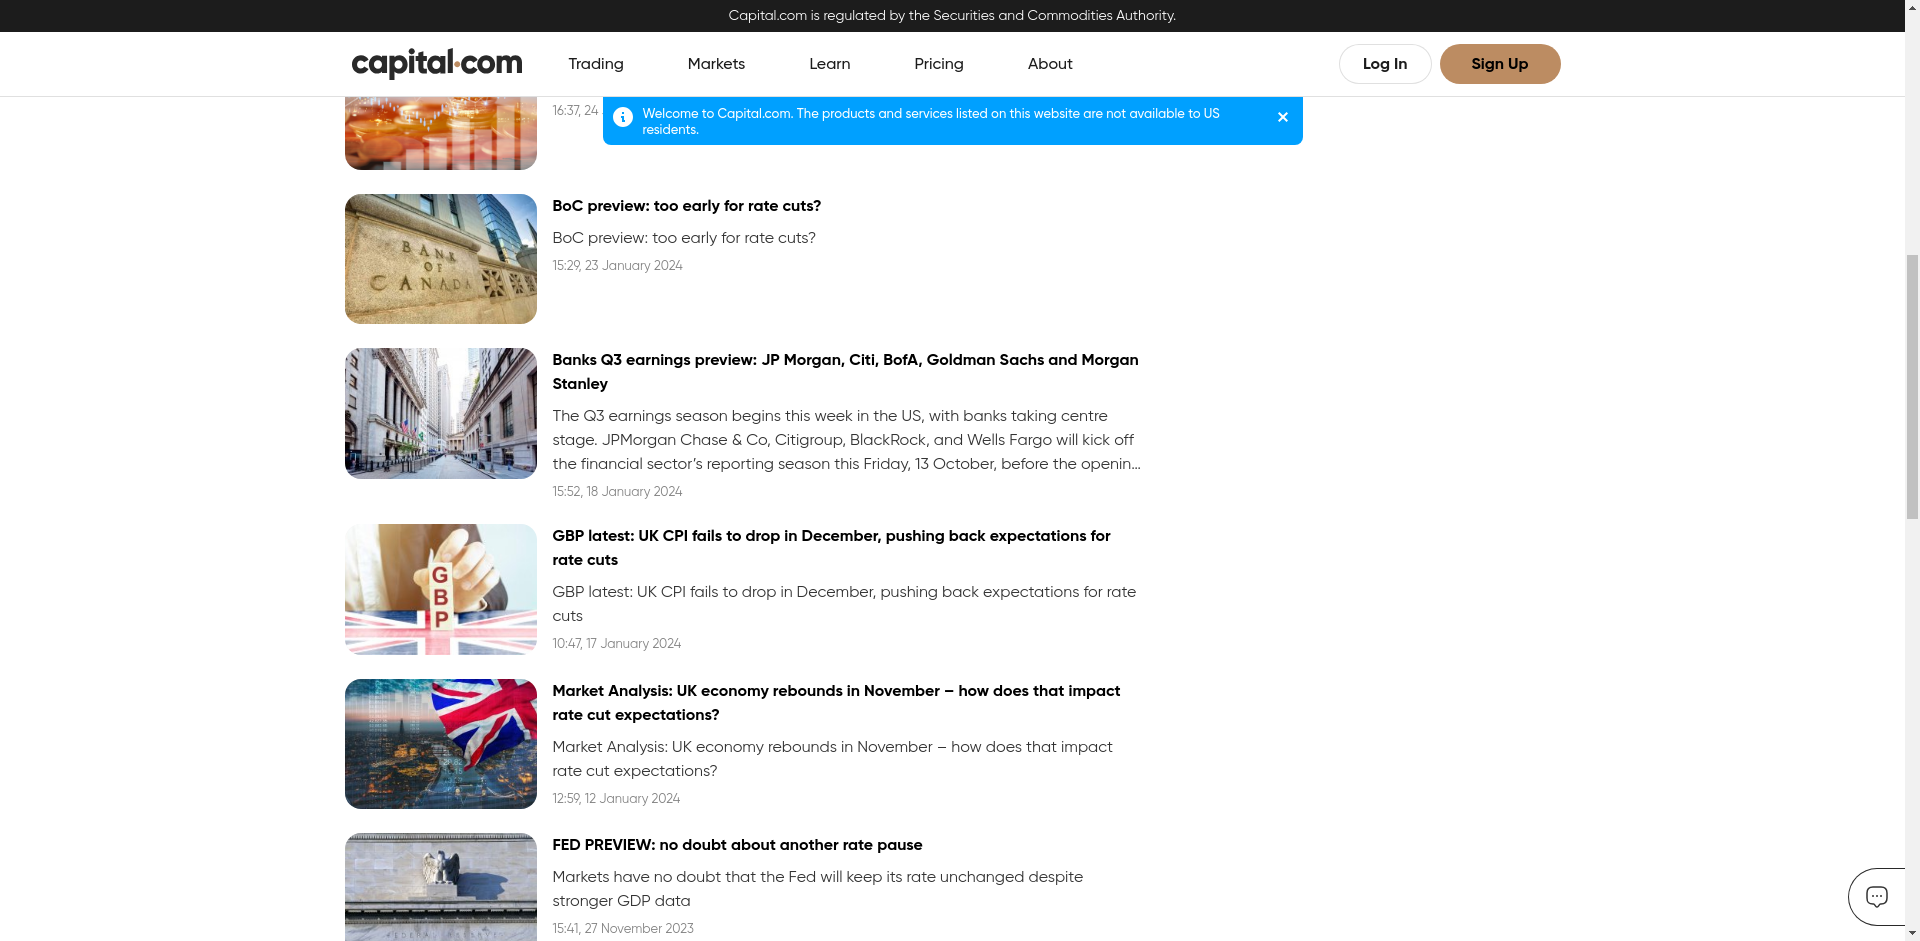 Capital.com is regulated by the Securities and Commodities Authority.
capital.com
Trading
Markets
Learn
Pricing
About
Log In
Sign Up
16:37, 24
Welcome to Capital.com. The products and services listed on this website are not available to US
residents.
BANK
OF
CANADA
BoC preview: too early for rate cuts?
BoC preview: too early for rate cuts?
15:29, 23 January 2024
Banks Q3 earnings preview: JP Morgan, Citi, BofA, Goldman Sachs and Morgan
Stanley
The Q3 earnings season begins this week in the US, with banks taking centre
stage. JPMorgan Chase & Co, Citigroup, BlackRock, and Wells Fargo will kick off
the financial sector’s reporting season this Friday, 13 October, before the openin...
15:52, 18 January 2024
G
B
P
GBP latest: UK CPI fails to drop in December, pushing back expectations for
rate cuts
GBP latest: UK CPI fails to drop in December, pushing back expectations for rate
cuts
10:47, 17 January 2024
Market Analysis: UK economy rebounds in November – how does that impact
rate cut expectations?
Market Analysis: UK economy rebounds in November – how does that impact
rate cut expectations?
12:59, 12 January 2024
FED PREVIEW: no doubt about another rate pause
Markets have no doubt that the Fed will keep its rate unchanged despite
stronger GDP data
15:41, 27 November 2023